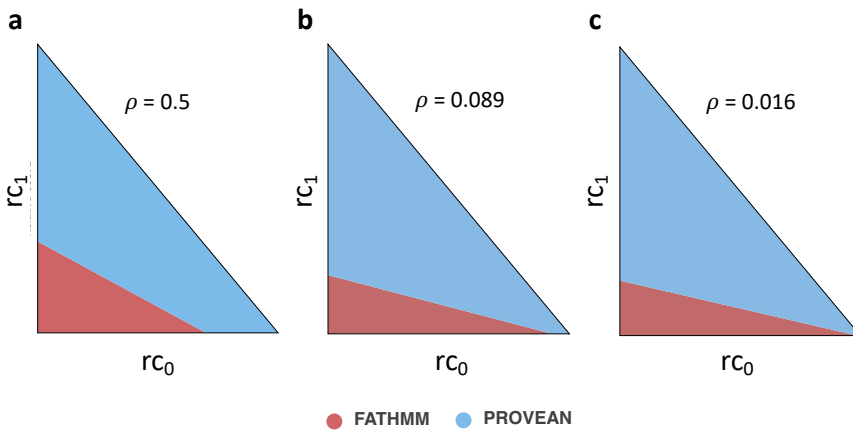 a
b
c
ρ = 0.5
ρ = 0.089
ρ = 0.016
rc₁
rc₁
rc₁
rc₀
rc₀
rc₀
FATHMM PROVEAN